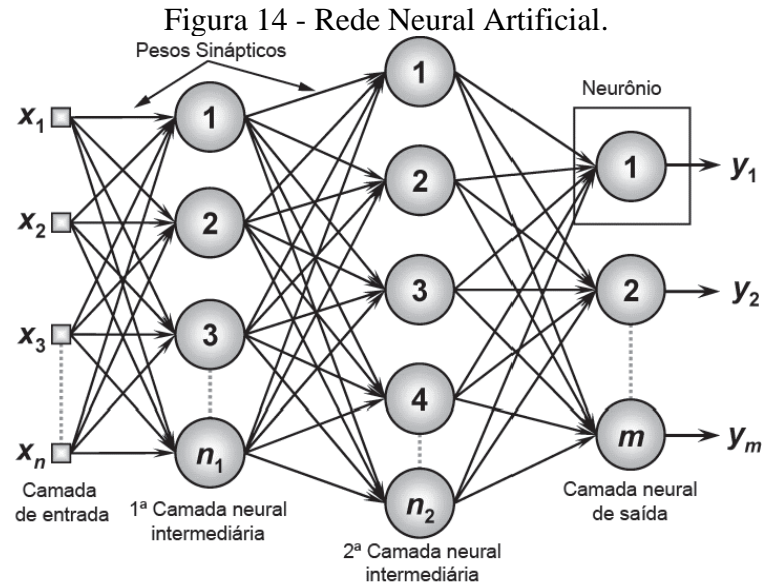 Figura 14 - Rede Neural Artificial.
Pesos Sinápticos
Neurônio
x1
x2
x3
xn
1
2
3
n1
1
2
3
4
n2
1
2
m
y1
y2
ym
Camada
de entrada
1ª Camada neural
intermediária
2ª Camada neural
intermediária
Camada neural
de saída